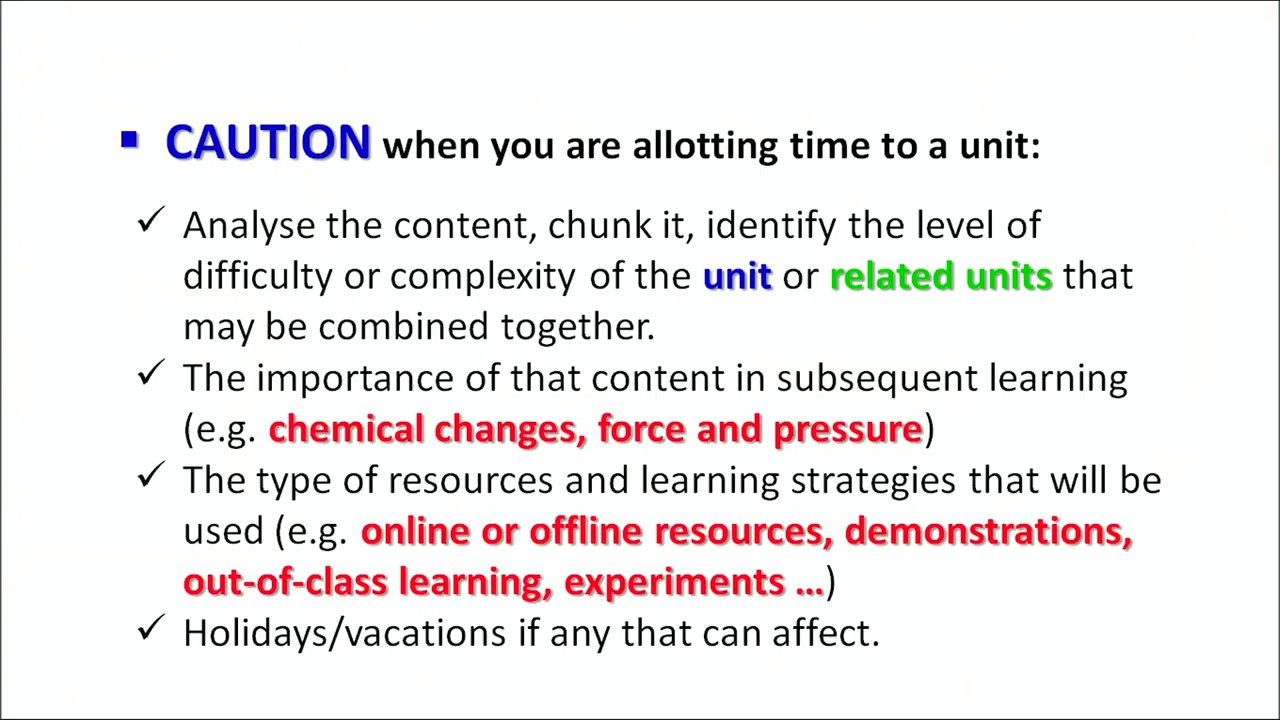 ▪ CAUTION when you are allotting time to a unit:
✓ Analyse the content, chunk it, identify the level of
difficulty or complexity of the unit or related units that
may be combined together.
✓ The importance of that content in subsequent learning
(e.g. chemical changes, force and pressure)
✓ The type of resources and learning strategies that will be
used (e.g. online or offline resources, demonstrations,
out-of-class learning, experiments ...)
✓ Holidays/vacations if any that can affect.